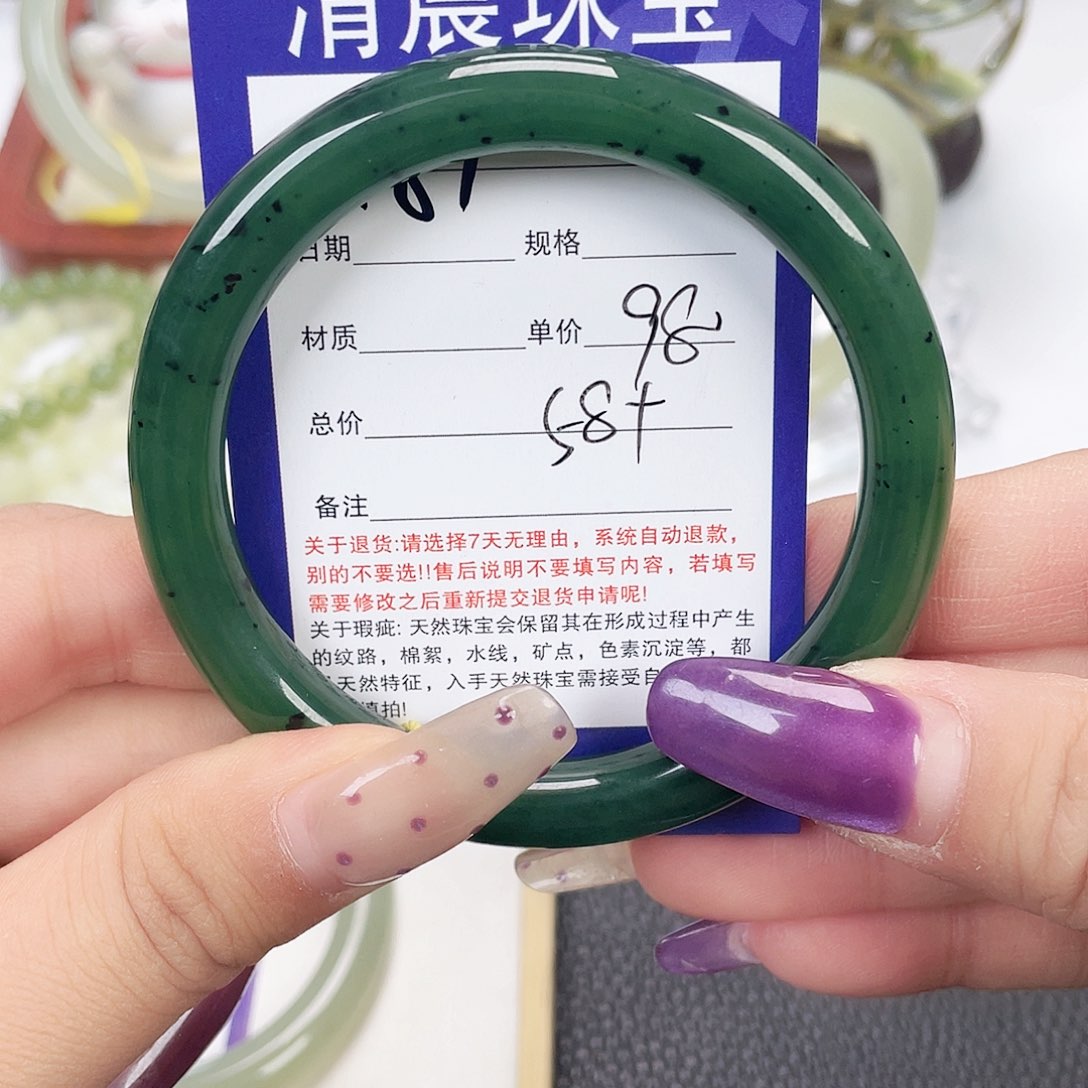 清晨珠宝
日期 规格
材质 单价 98
总价 58+
备注
关于退货:请选择7天无理由，系统自动退款，
别的不要选!!售后说明不要填写内容，若填写
需要修改之后重新提交退货申请呢!
关于瑕疵: 天然珠宝会保留其在形成过程中产生
的纹路，棉絮，水线，矿点，色素沉淀等，都
天然特征，入手天然珠宝需接受自
慎拍!